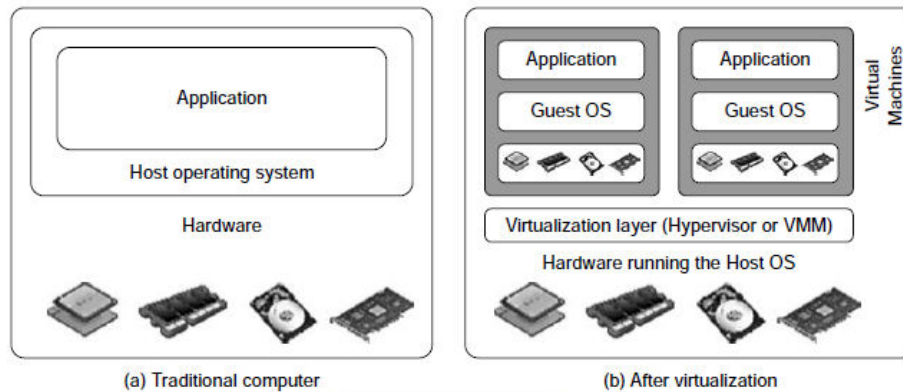 Application
Host operating system
Hardware
(a) Traditional computer
Application
Guest OS
Application
Guest OS
Virtual
Machines
Virtualization layer (Hypervisor or VMM)
Hardware running the Host OS
(b) After virtualization